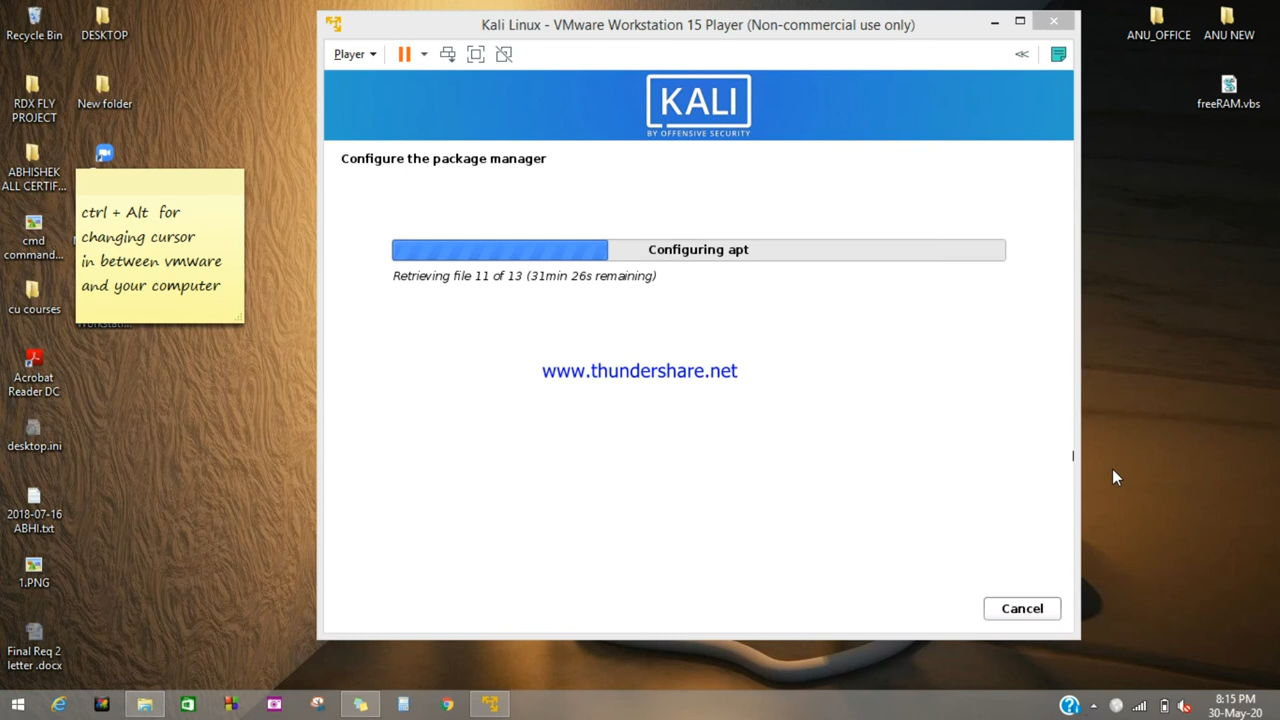 Recycle Bin
DESKTOP
RDX FLY
PROJECT
New folder
ABHISHEK
ALL CERTIF...
cmd
command...
cu courses
Acrobat
Reader DC
desktop.ini
2018-07-16
ABHI.txt
1.PNG
Final Req 2
letter .docx
ctrl + Alt for
changing cursor
in between vmware
and your computer
Kali Linux - VMware Workstation 15 Player (Non-commercial use only)
Player
KALI
BY OFFENSIVE SECURITY
Configure the package manager
Configuring apt
Retrieving file 11 of 13 (31min 26s remaining)
www.thundershare.net
Cancel
ANU_OFFICE
ANU NEW
freeRAM.vbs
8:15 PM
30-May-20